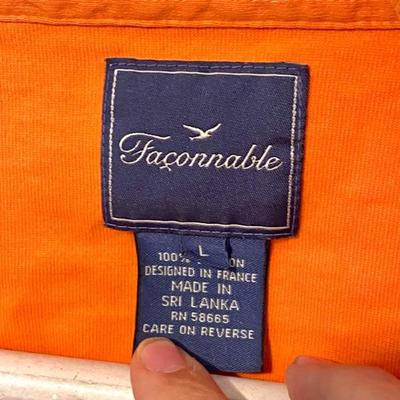 Façonnable
L
100%
DESIGNED IN FRANCE
MADE IN
SRI LANKA
RN 58665
CARE ON REVERSE